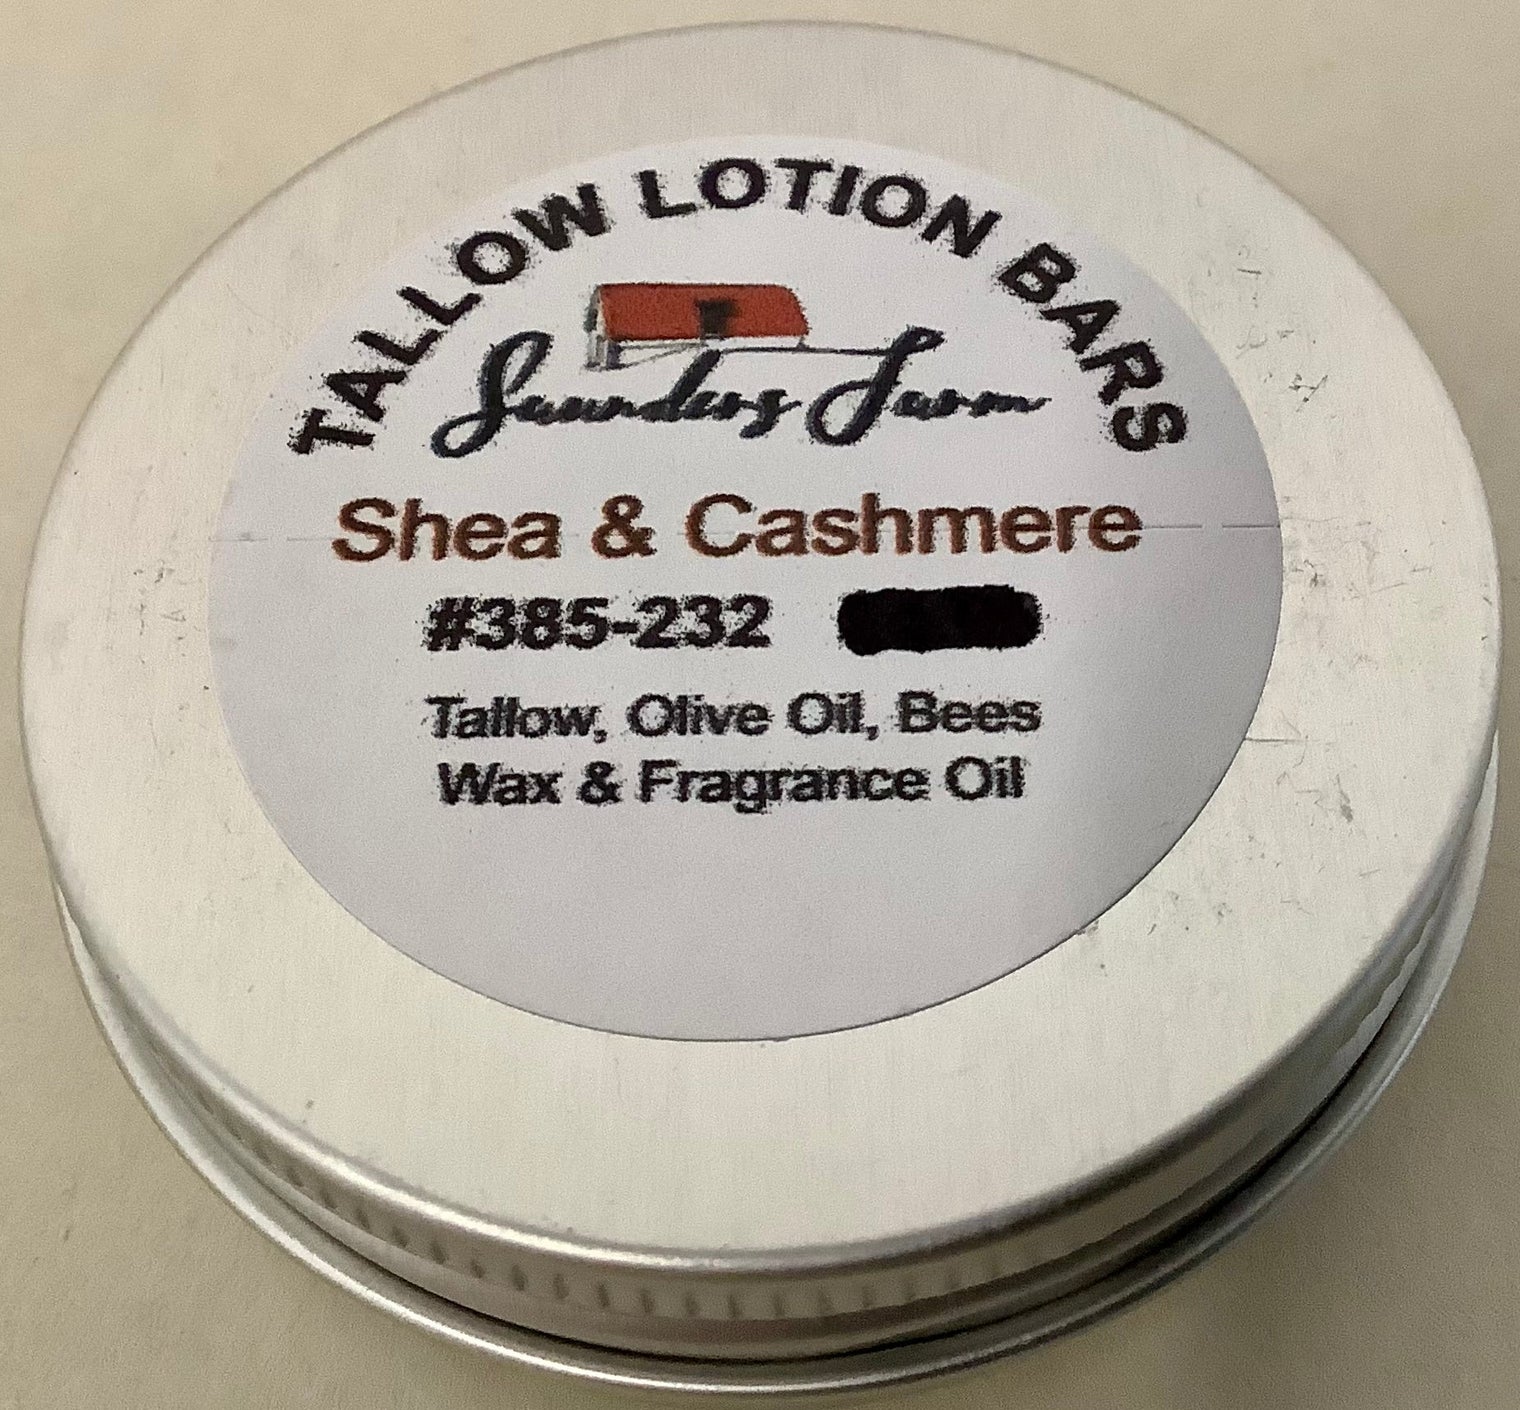 TALLOW LOTION BARS
Saunders Farm
Shea & Cashmere
#385-232
Tallow, Olive Oil, Bees
Wax & Fragrance Oil